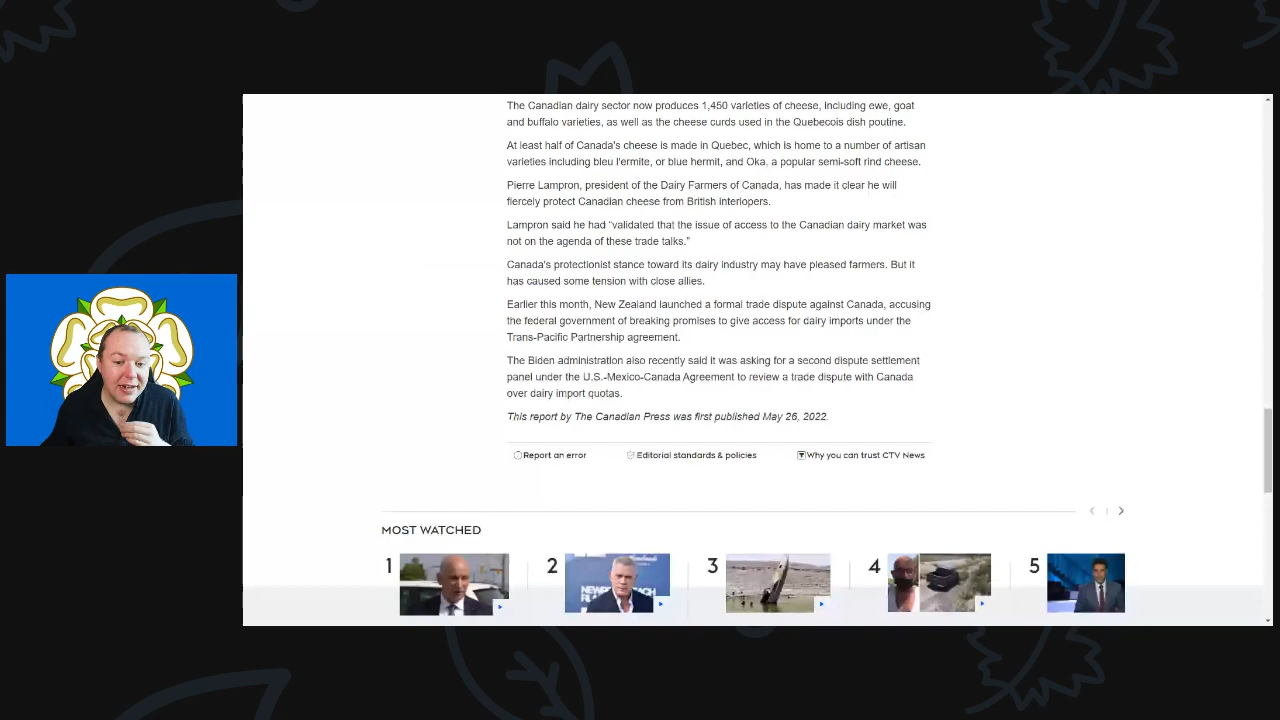 The Canadian dairy sector now produces 1,450 varieties of cheese, including ewe, goat
and buffalo varieties, as well as the cheese curds used in the Quebecois dish poutine.
At least half of Canada's cheese is made in Quebec, which is home to a number of artisan
varieties including bleu l'ermite, or blue hermit, and Oka, a popular semi-soft rind cheese.
Pierre Lampron, president of the Dairy Farmers of Canada, has made it clear he will
fiercely protect Canadian cheese from British interlopers.
Lampron said he had “validated that the issue of access to the Canadian dairy market was
not on the agenda of these trade talks.”
Canada's protectionist stance toward its dairy industry may have pleased farmers. But it
has caused some tension with close allies.
Earlier this month, New Zealand launched a formal trade dispute against Canada, accusing
the federal government of breaking promises to give access for dairy imports under the
Trans-Pacific Partnership agreement.
The Biden administration also recently said it was asking for a second dispute settlement
panel under the U.S.-Mexico-Canada Agreement to review a trade dispute with Canada
over dairy import quotas.
This report by The Canadian Press was first published May 26, 2022.
Report an error Editorial standards & policies Why you can trust CTV News
MOST WATCHED
1 2 3 4 5